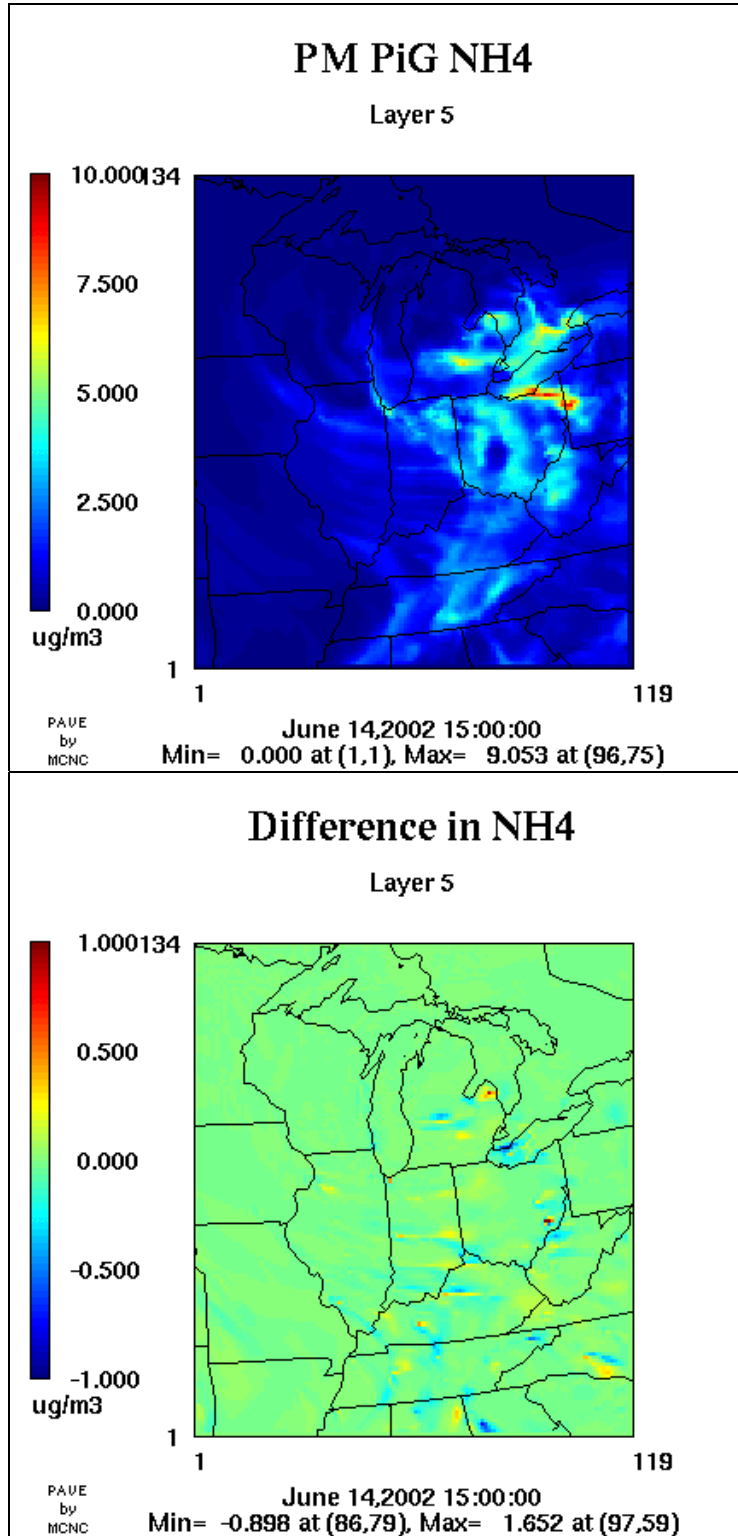 PM PiG NH4
Layer 5
10.000
134
7.500
5.000
2.500
0.000
ug/m3
1
1
119
PAVE
by
MCNC
June 14,2002 15:00:00
Min= 0.000 at (1,1), Max= 9.053 at (96,75)
Difference in NH4
Layer 5
1.000
134
0.500
0.000
-0.500
-1.000
ug/m3
1
1
119
PAVE
by
MCNC
June 14,2002 15:00:00
Min= -0.898 at (86,79), Max= 1.652 at (97,59)